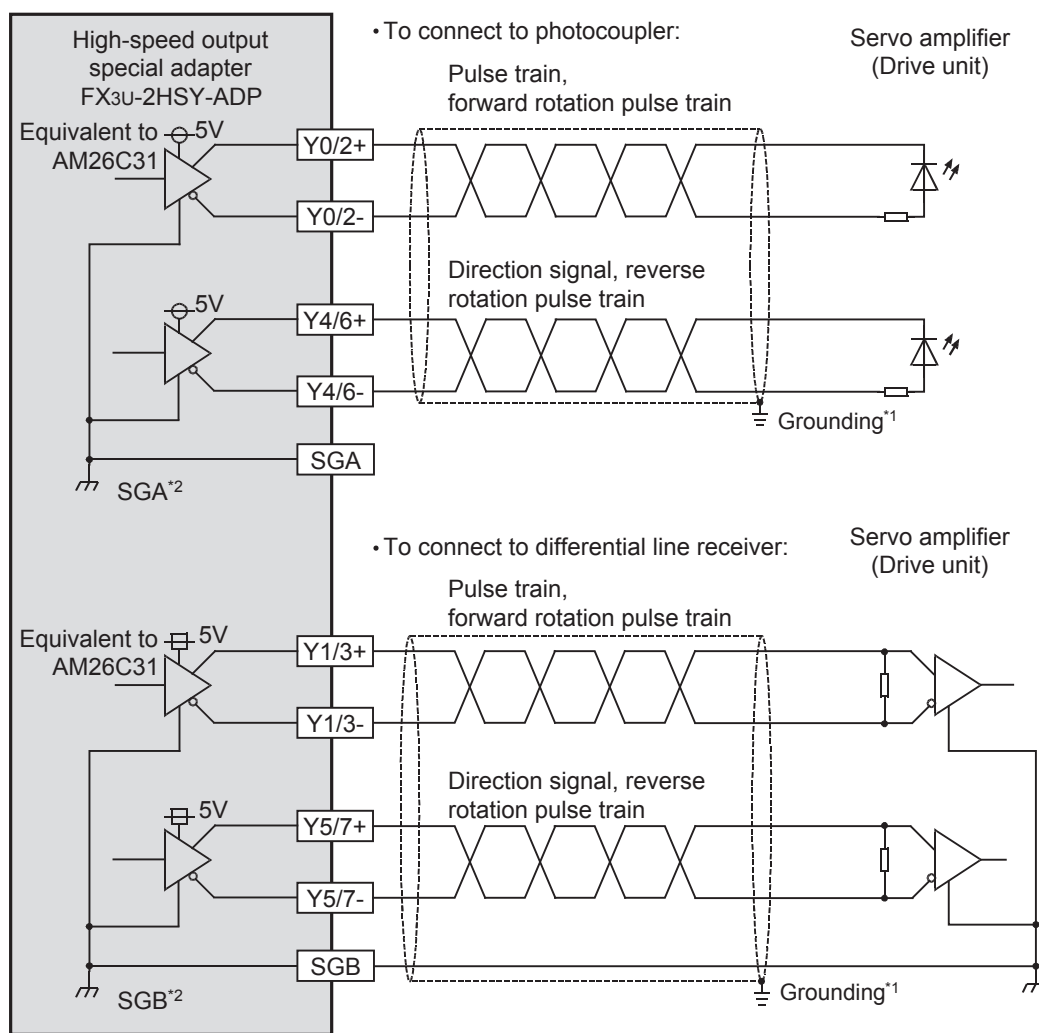 High-speed output
special adapter
FX3U-2HSY-ADP
• To connect to photocoupler:
Servo amplifier
(Drive unit)
Pulse train,
forward rotation pulse train
Equivalent to
AM26C31
5V
Y0/2+
Y0/2-
Direction signal, reverse
rotation pulse train
5V
Y4/6+
Y4/6-
Grounding*1
SGA
SGA*2
• To connect to differential line receiver:
Servo amplifier
(Drive unit)
Pulse train,
forward rotation pulse train
Equivalent to
AM26C31
5V
Y1/3+
Y1/3-
Direction signal, reverse
rotation pulse train
5V
Y5/7+
Y5/7-
SGB
SGB*2
Grounding*1